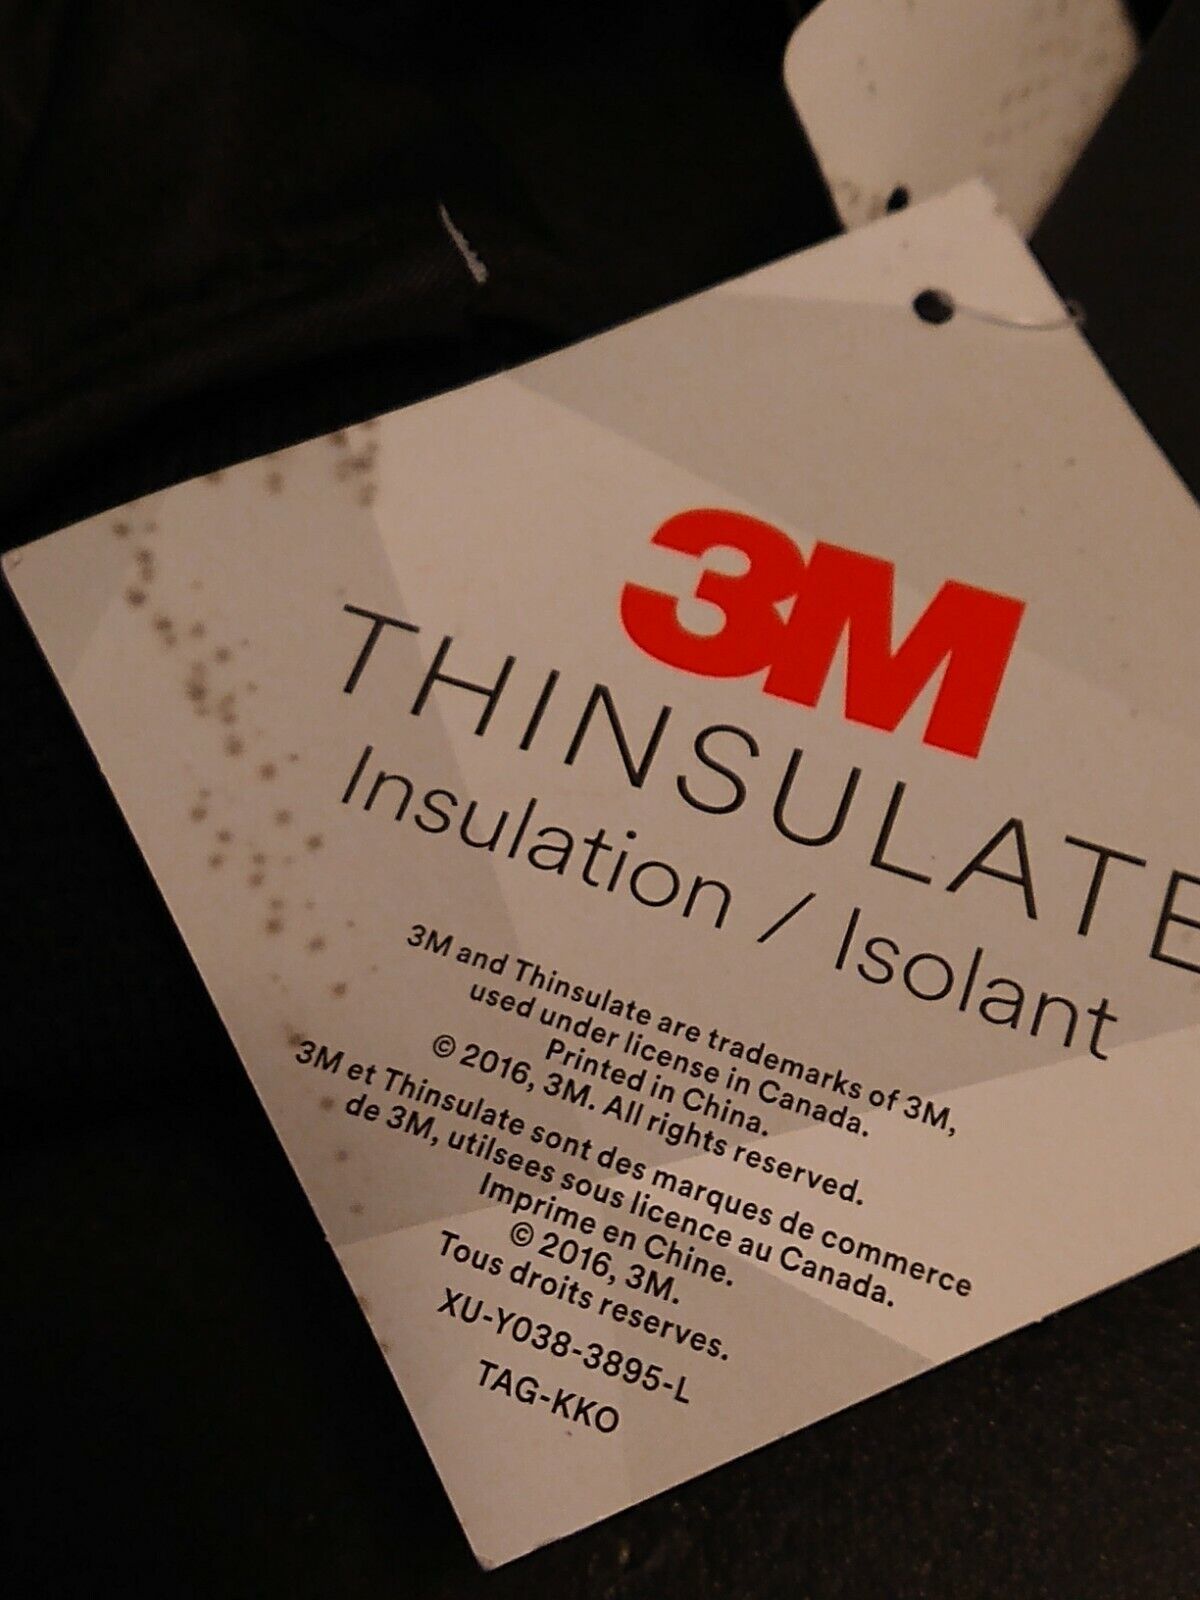 3M
THINSULATE
Insulation / Isolant
3M and Thinsulate are trademarks of 3M,
used under license in Canada.
Printed in China.
© 2016, 3M. All rights reserved.
3M et Thinsulate sont des marques de commerce
de 3M, utilsees sous licence au Canada.
Imprime en Chine.
© 2016, 3M.
Tous droits reserves.
XU-Y038-3895-L
TAG-KKO